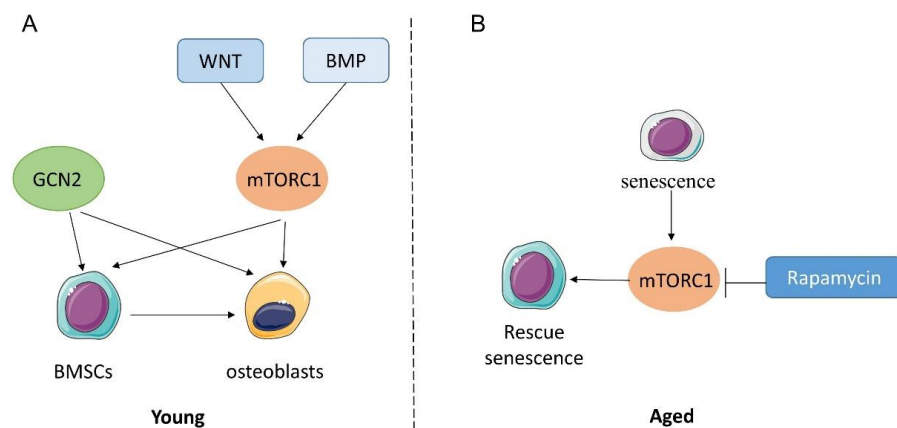 A
WNT
BMP
GCN2
mTORC1
BMSCs
osteoblasts
Young
B
senescence
mTORC1
Rapamycin
Rescue
senescence
Aged